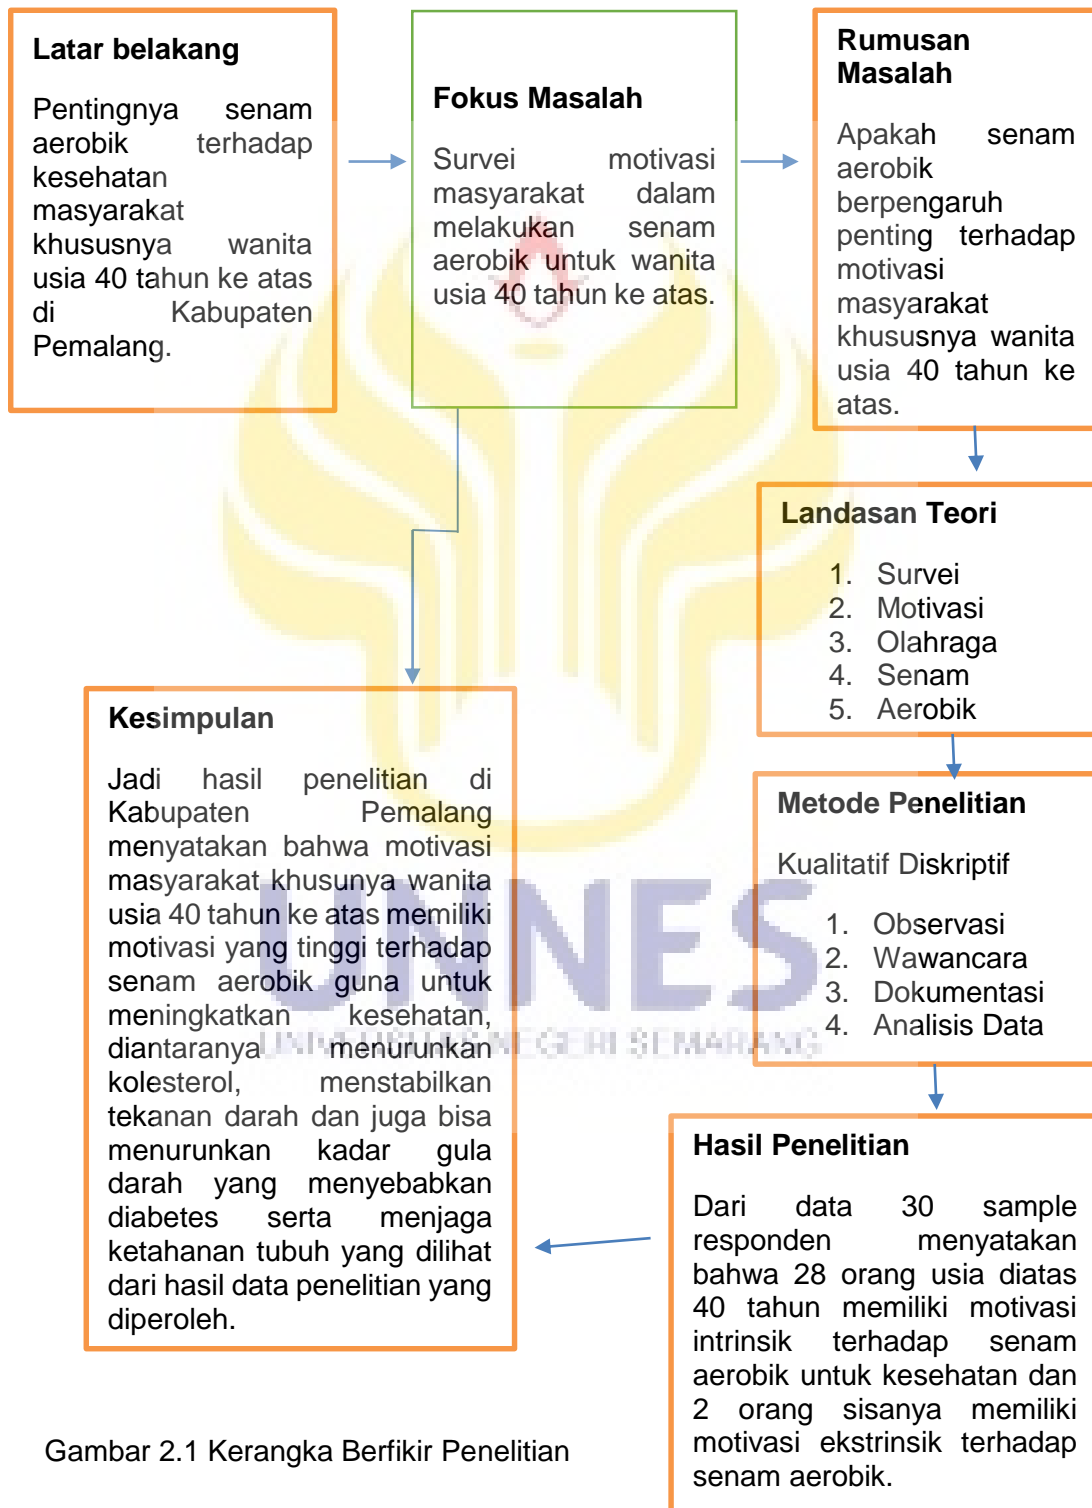 Latar belakang
Pentingnya senam
aerobik terhadap
kesehatan
masyarakat
khususnya wanita
usia 40 tahun ke atas
di Kabupaten
Pemalang.
Fokus Masalah
Survei motivasi
masyarakat dalam
melakukan senam
aerobik untuk wanita
usia 40 tahun ke atas.
Rumusan
Masalah
Apakah senam
aerobik
berpengaruh
penting terhadap
motivasi
masyarakat
khususnya wanita
usia 40 tahun ke
atas.
Landasan Teori
1. Survei
2. Motivasi
3. Olahraga
4. Senam
5. Aerobik
Metode Penelitian
Kualitatif Diskriptif
1. Observasi
2. Wawancara
3. Dokumentasi
4. Analisis Data
Hasil Penelitian
Dari data 30 sample
responden menyatakan
bahwa 28 orang usia diatas
40 tahun memiliki motivasi
intrinsik terhadap senam
aerobik untuk kesehatan dan
2 orang sisanya memiliki
motivasi ekstrinsik terhadap
senam aerobik.
Kesimpulan
Jadi hasil penelitian di
Kabupaten Pemalang
menyatakan bahwa motivasi
masyarakat khusunya wanita
usia 40 tahun ke atas memiliki
motivasi yang tinggi terhadap
senam aerobik guna untuk
meningkatkan kesehatan,
diantaranya menurunkan
kolesterol, menstabilkan
tekanan darah dan juga bisa
menurunkan kadar gula
darah yang menyebabkan
diabetes serta menjaga
ketahanan tubuh yang dilihat
dari hasil data penelitian yang
diperoleh.
UNNES
UNIVERSITAS NEGERI SEMARANG
Gambar 2.1 Kerangka Berfikir Penelitian